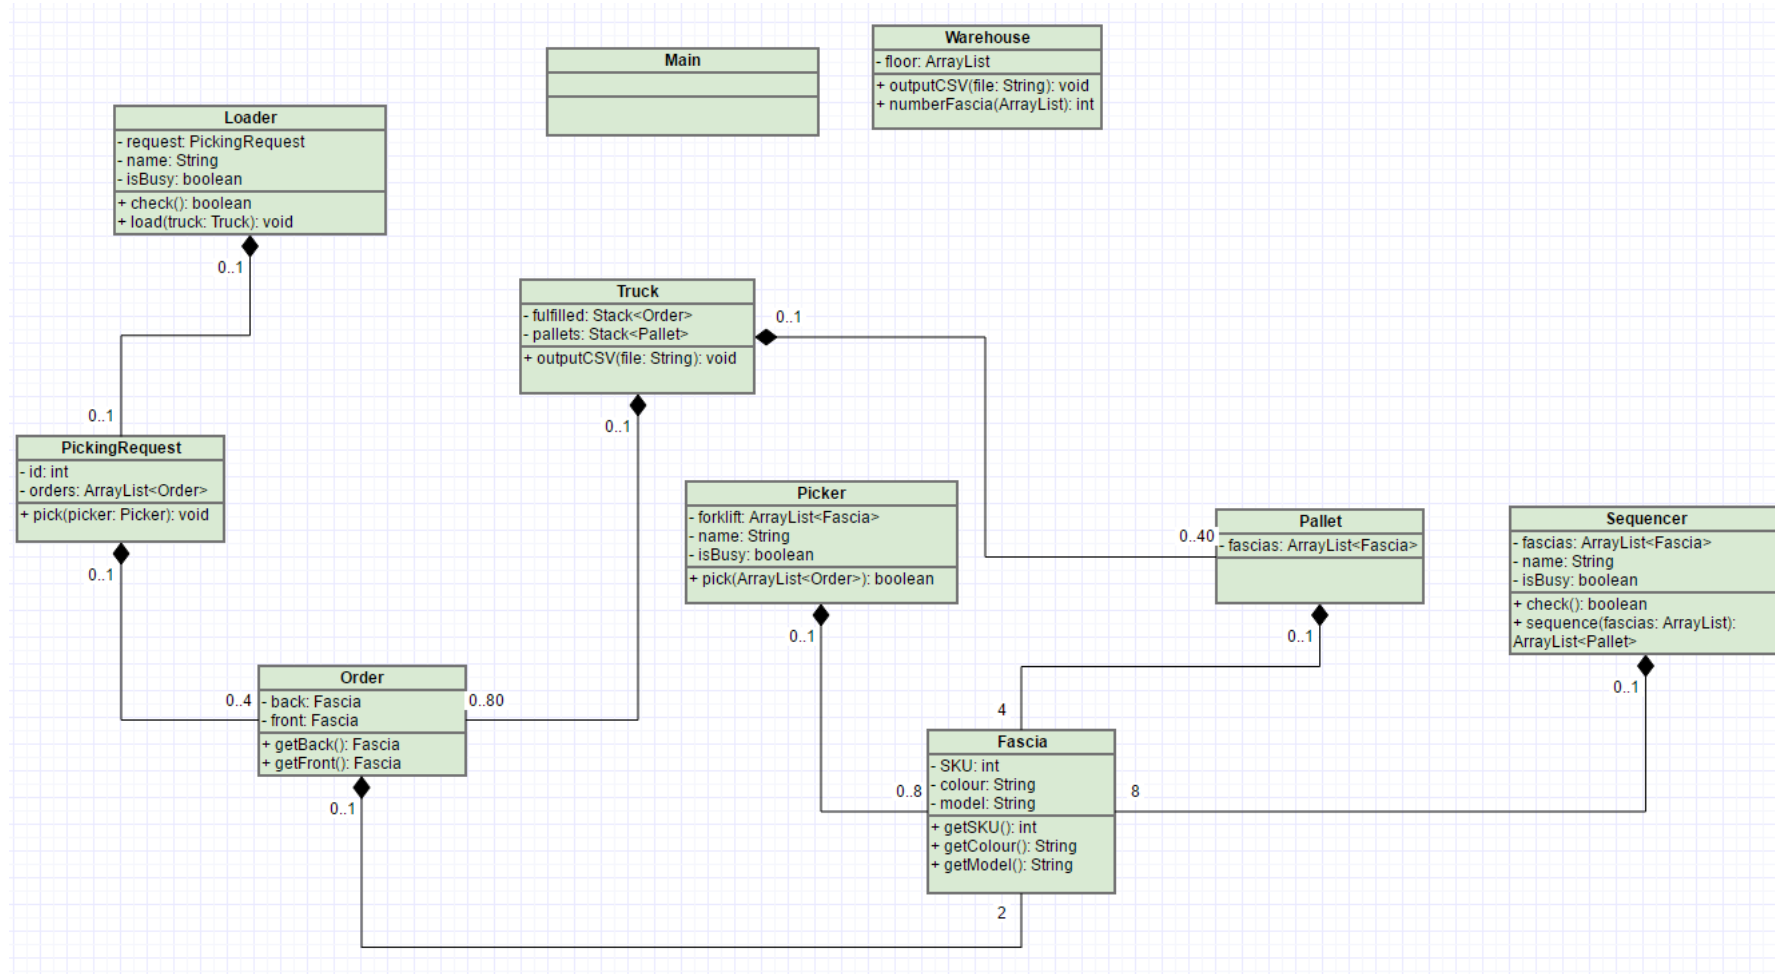 Main
Warehouse
- floor: ArrayList
+ outputCSV(file: String): void
+ numberFascia(ArrayList): int
Loader
- request: PickingRequest
- name: String
- isBusy: boolean
+ check(): boolean
+ load(truck: Truck): void
0..1
0..1
Truck
- fulfilled: Stack<Order>
- pallets: Stack<Pallet>
+ outputCSV(file: String): void
0..1
0..1
PickingRequest
- id: int
- orders: ArrayList<Order>
+ pick(picker: Picker): void
0..1
Picker
- forklift: ArrayList<Fascia>
- name: String
- isBusy: boolean
+ pick(ArrayList<Order>): boolean
0..1
0..40
Pallet
- fascias: ArrayList<Fascia>
0..1
Sequencer
- fascias: ArrayList<Fascia>
- name: String
- isBusy: boolean
+ check(): boolean
+ sequence(fascias: ArrayList):
ArrayList<Pallet>
0..1
0..4
Order
- back: Fascia
- front: Fascia
+ getBack(): Fascia
+ getFront(): Fascia
0..80
0..1
4
Fascia
- SKU: int
- colour: String
- model: String
+ getSKU(): int
+ getColour(): String
+ getModel(): String
0..8
8
2